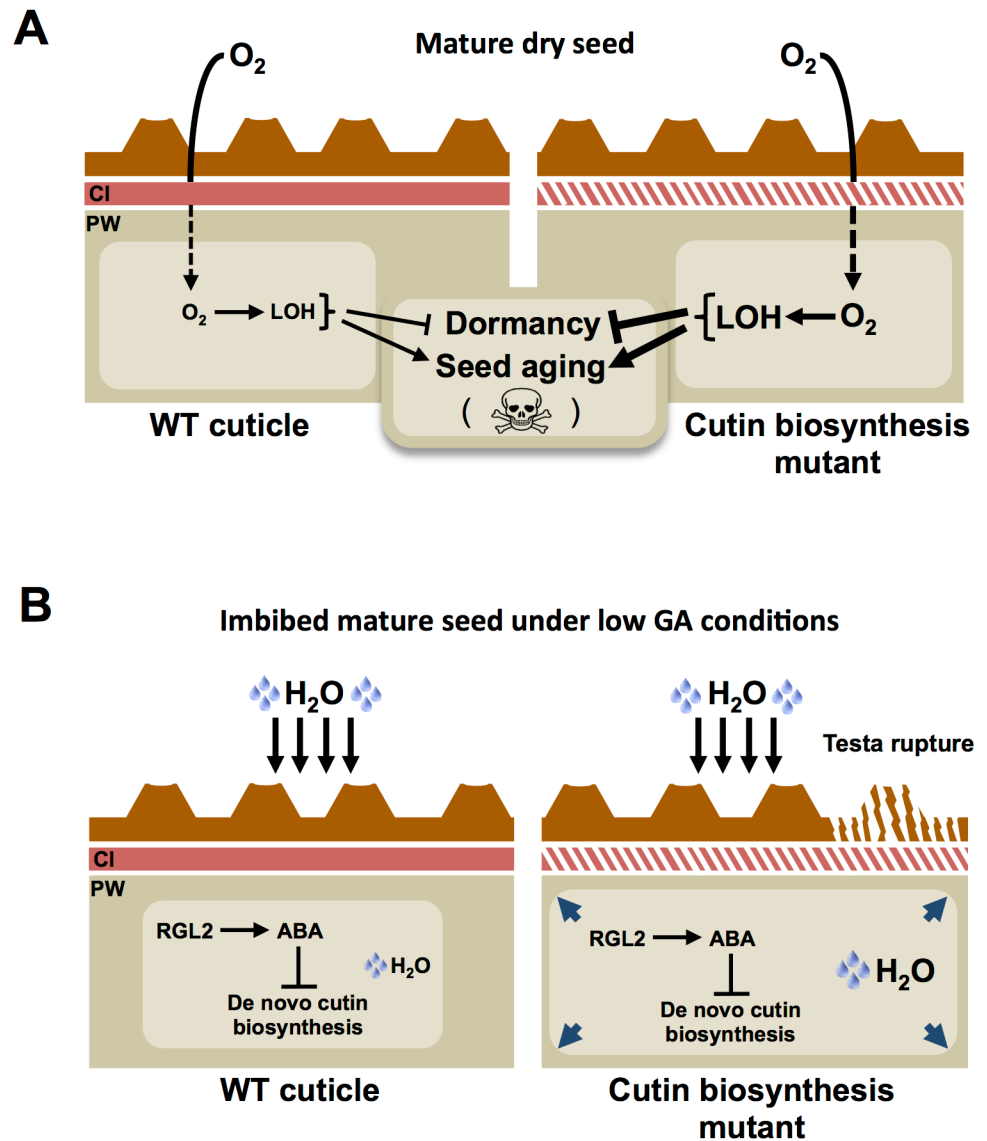 A
Mature dry seed
O2
O2
CI
PW
O2
LOH
}
{
LOH
O2
Dormancy
Seed aging
( )
WT cuticle
Cutin biosynthesis
mutant
B
Imbibed mature seed under low GA conditions
H2O
H2O
Testa rupture
CI
PW
RGL2
ABA
H2O
De novo cutin
biosynthesis
RGL2
ABA
H2O
De novo cutin
biosynthesis
WT cuticle
Cutin biosynthesis
mutant